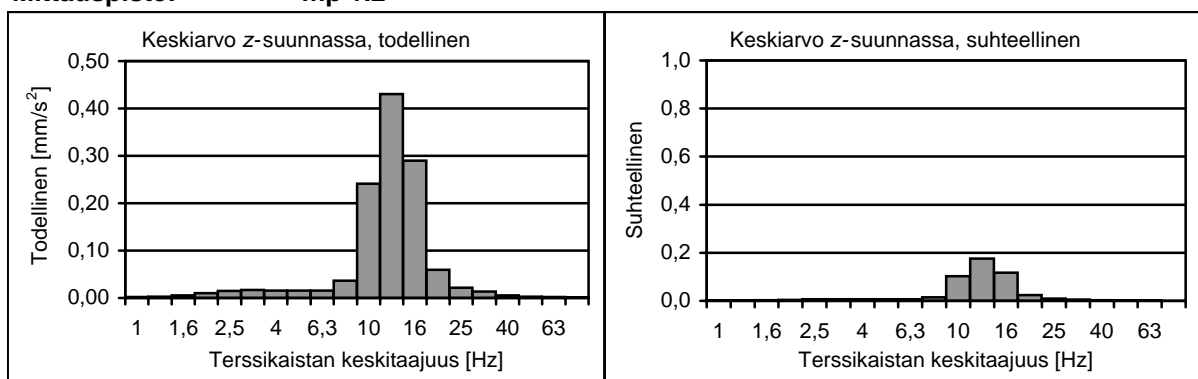 Keskiarvo z-suunnassa, todellinen
0,50
0,40
0,30
0,20
0,10
0,00
Todellinen [mm/s²]
1 1,6 2,5 4 6,3 10 16 25 40 63
Terssikaistan keskitaajuus [Hz]
Keskiarvo z-suunnassa, suhteellinen
1,0
0,8
0,6
0,4
0,2
0,0
Suhteellinen
1 1,6 2,5 4 6,3 10 16 25 40 63
Terssikaistan keskitaajuus [Hz]